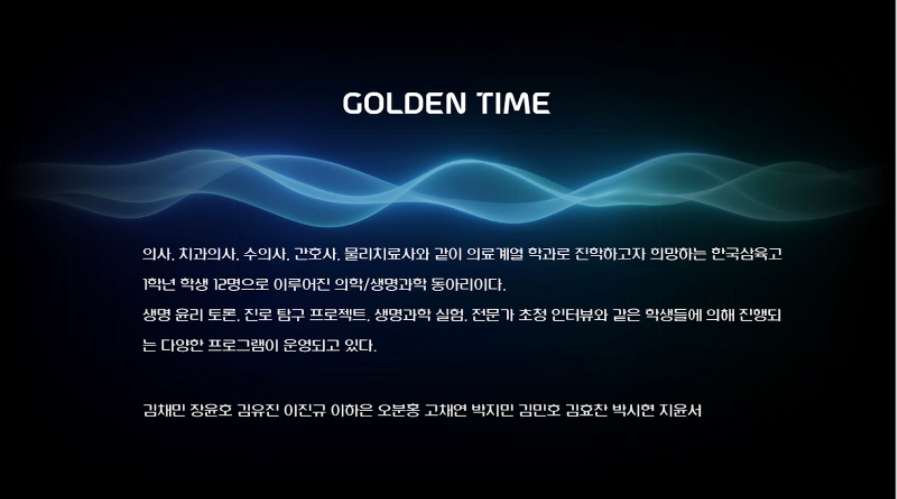 GOLDEN TIME
의사, 치과의사, 수의사, 간호사, 물리치료사와 같이 의료계열 학과로 진학하고자 희망하는 한국삼육고
1학년 학생 12명으로 이루어진 의학/생명과학 동아리이다.
생명 윤리 토론, 진로 탐구 프로젝트, 생명과학 실험, 전문가 초청 인터뷰와 같은 학생들에 의해 진행되
는 다양한 프로그램이 운영되고 있다.
김채민 장윤호 김유진 이진규 이하은 오분홍 고채연 박지민 김민호 김효찬 박시현 지윤서